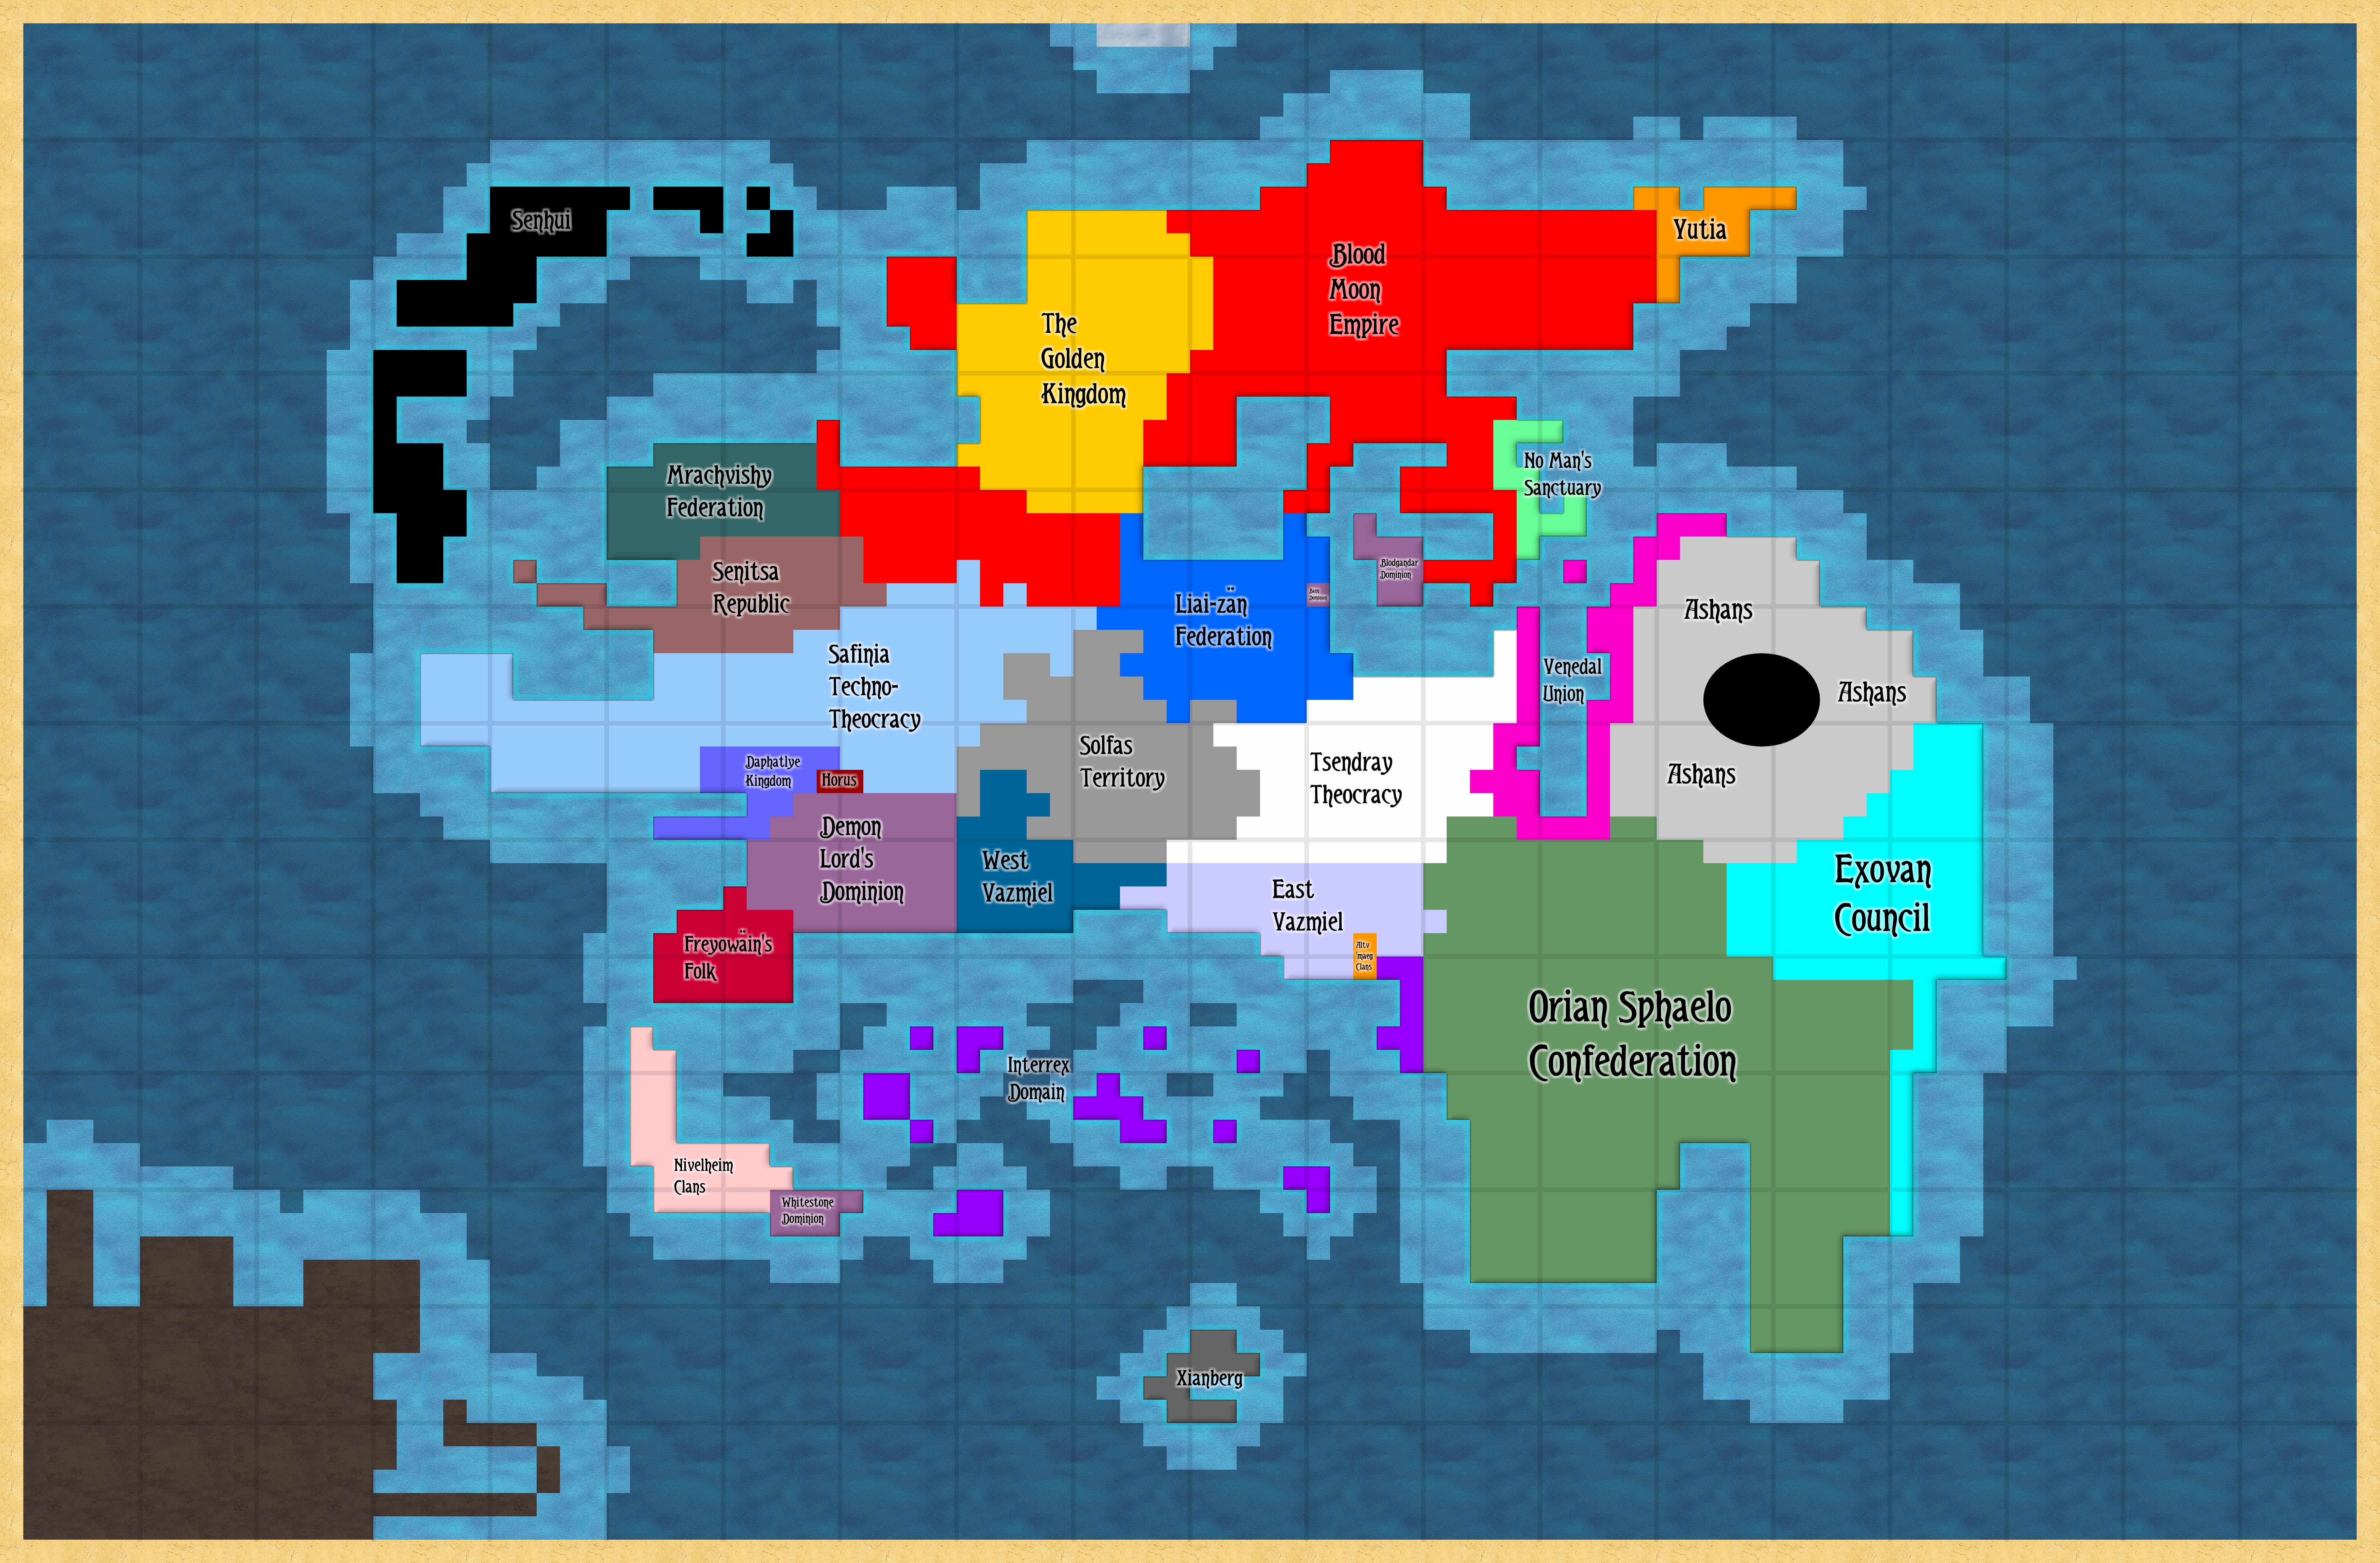 Senhui
Yutia
Blood
Moon
Empire
The
Golden
Kingdom
Mrachvishy
Federation
No Man's
Sanctuary
Senitsa
Republic
Blodgandar
Dominion
Liai-zän
Federation
Dominion
Ashans
Safinia
Techno-
Theocracy
Venedal
Union
Ashans
Ashans
Solfas
Territory
Tsendray
Theocracy
Daphatlye
Kingdom
Horus
Demon
Lord's
Dominion
West
Vazmiel
East
Vazmiel
Exovan
Council
Freyowäin's
Folk
Altv
'maeg
Clans
Orian Sphaelo
Confederation
Interrex
Domain
Nivelheim
Clans
Whitestone
Dominion
Xianberg